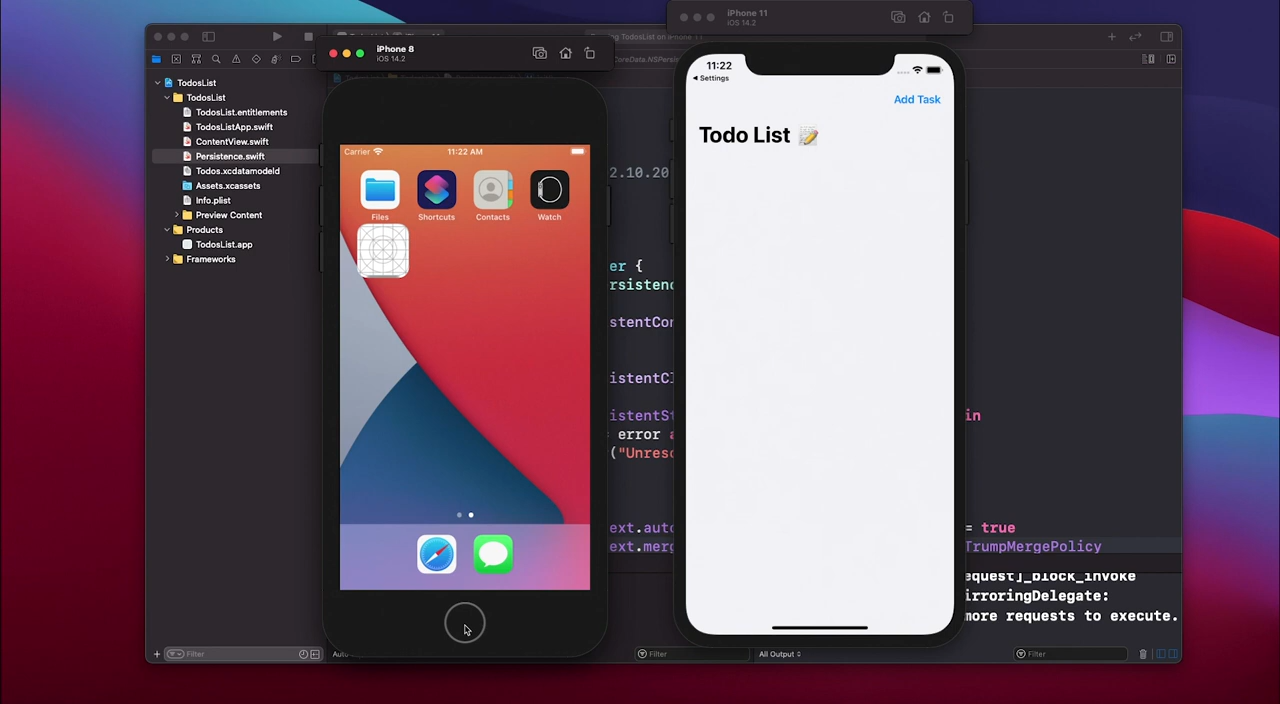 iPhone 11
iOS 14.2
iPhone 8
iOS 14.2
TodosList
TodosList
TodosList.entitlements
TodosListApp.swift
ContentView.swift
Persistence.swift
Todos.xcdatamodeld
Assets.xcassets
Info.plist
Preview Content
Products
TodosList.app
Frameworks
Filter
Carrier
11:22 AM
Files
Shortcuts
Contacts
Watch
11:22
Settings
Add Task
Todo List 📝
2.10.20
er {
rsistenc
stentCon
istentCl
istentSt
in
error a
("Unreso
ext.auto
= true
ext.merg
TrumpMergePolicy
equest]_block_invoke
irroringDelegate:
more requests to execute.
Auto
Filter
All Output
Filter